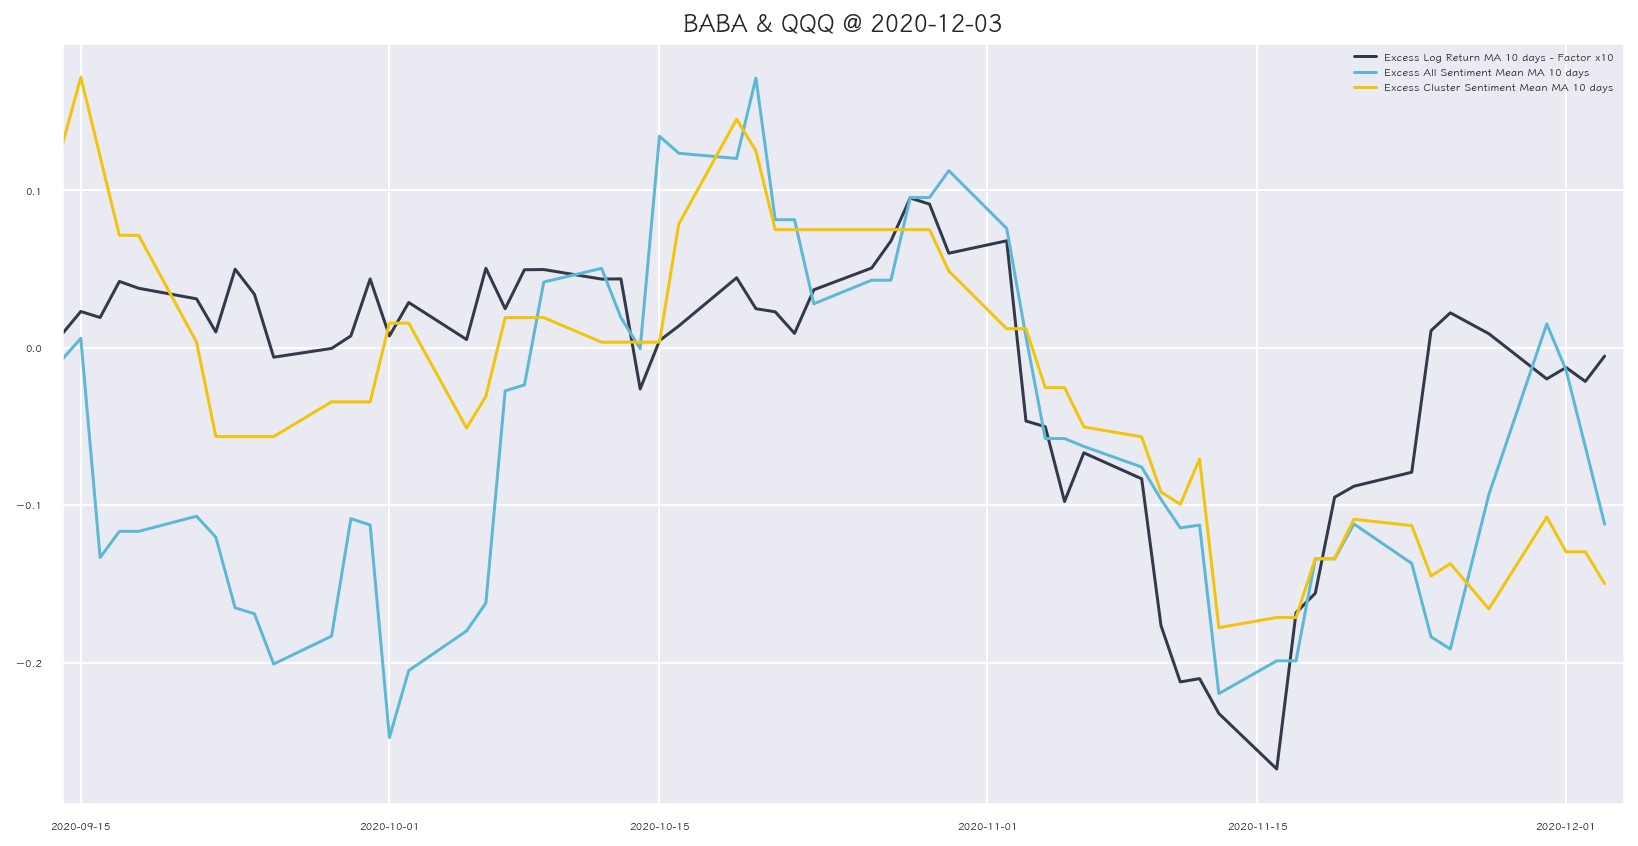 BABA & QQQ @ 2020-12-03
Excess Log Return MA 10 days - Factor x10
Excess All Sentiment Mean MA 10 days
Excess Cluster Sentiment Mean MA 10 days
0.1
0.0
−0.1
−0.2
2020-09-15 2020-10-01 2020-10-15 2020-11-01 2020-11-15 2020-12-01